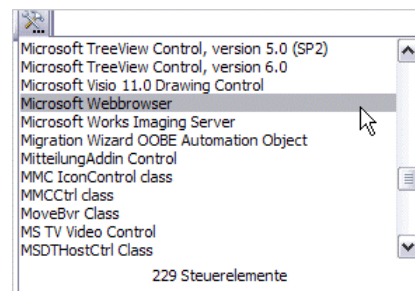 Microsoft TreeView Control, version 5.0 (SP2)
Microsoft TreeView Control, version 6.0
Microsoft Visio 11.0 Drawing Control
Microsoft Webbrowser
Microsoft Works Imaging Server
Migration Wizard OOBE Automation Object
MitteilungAddin Control
MMC IconControl class
MMCCtrl class
MoveBvr Class
MS TV Video Control
MSDTHostCtrl Class
229 Steuerelemente